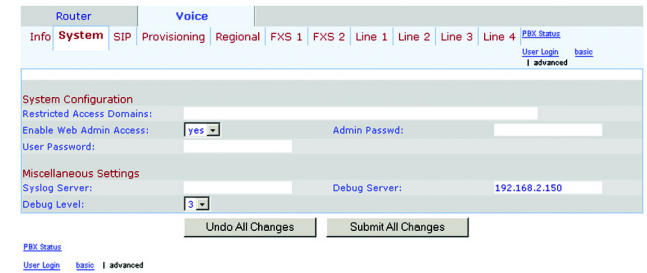 Router Voice
Info System SIP Provisioning Regional FXS 1 FXS 2 Line 1 Line 2 Line 3 Line 4 PBX Status
User Login basic
| advanced
System Configuration
Restricted Access Domains:
Enable Web Admin Access: yes Admin Passwd:
User Password:
Miscellaneous Settings
Syslog Server: Debug Server: 192.168.2.150
Debug Level: 3
Undo All Changes Submit All Changes
PBX Status
User Login basic | advanced